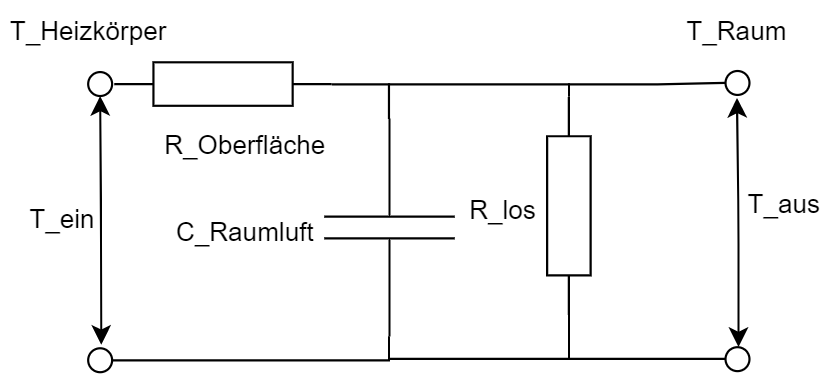 T_Heizkörper
T_Raum
R_Oberfläche
T_ein
C_Raumluft
R_los
T_aus